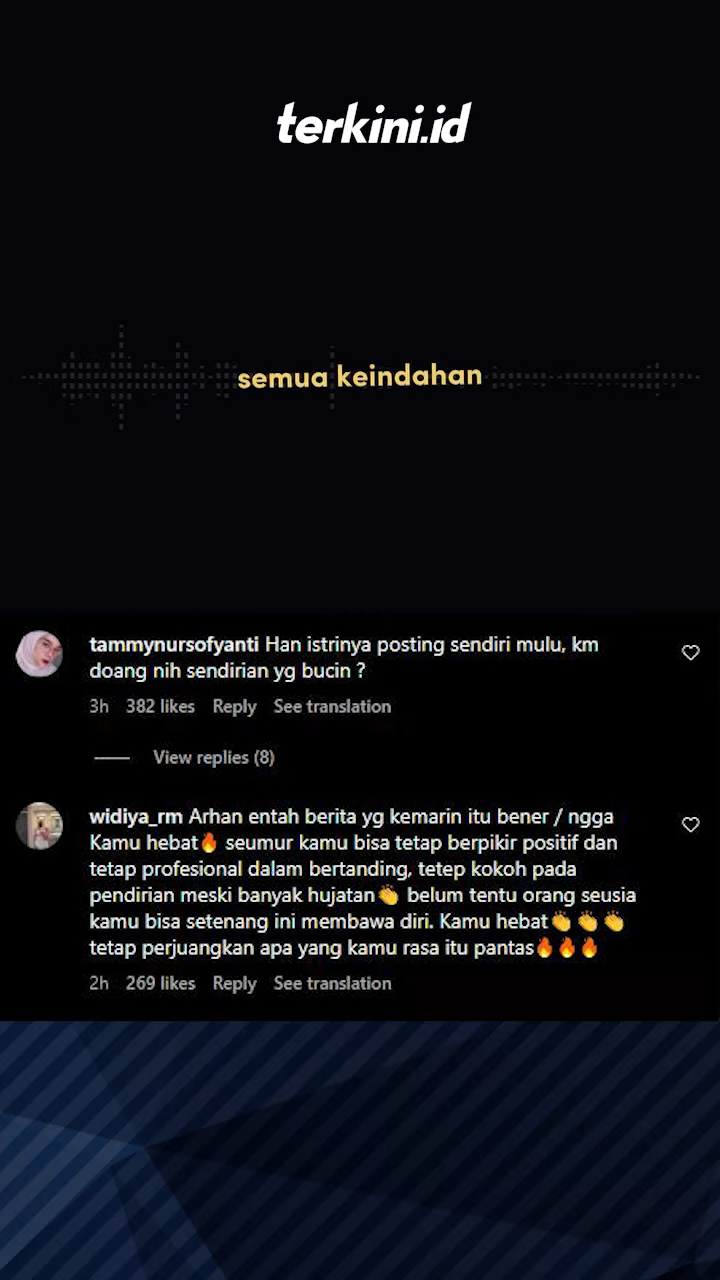 terkini.id
semua keindahan
tammynursofyanti Han istrinya posting sendiri mulu, km
doang nih sendirian yg bucin ?
3h 382 likes Reply See translation
View replies (8)
widiya_rm Arhan entah berita yg kemarin itu bener / ngga
Kamu hebat🔥 seumur kamu bisa tetap berpikir positif dan
tetap profesional dalam bertanding, tetep kokoh pada
pendirian meski banyak hujatan👏 belum tentu orang seusia
kamu bisa setenang ini membawa diri. Kamu hebat👏👏👏
tetap perjuangkan apa yang kamu rasa itu pantas🔥🔥🔥
2h 269 likes Reply See translation